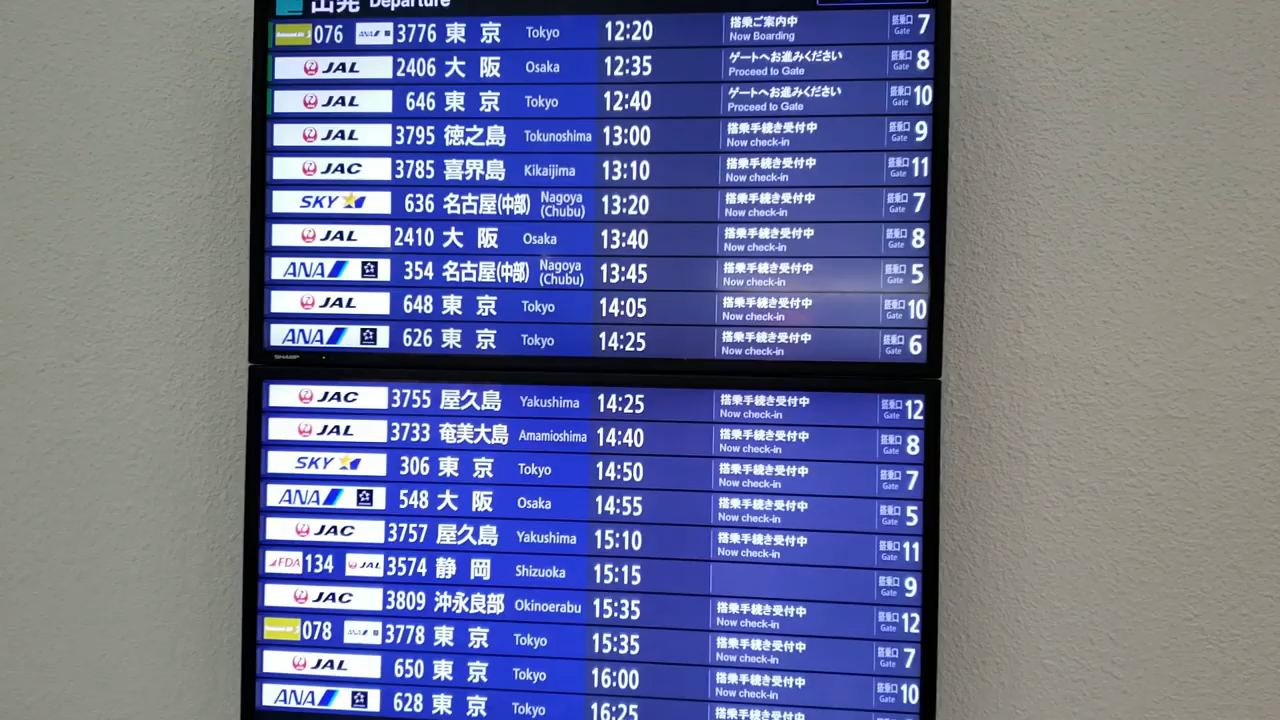 出発 Departure
076 ANA 3776 東京 Tokyo 12:20 搭乗ご案内中 Now Boarding 搭乗口 Gate 7
JAL 2406 大阪 Osaka 12:35 ゲートへお進みください Proceed to Gate 搭乗口 Gate 8
JAL 646 東京 Tokyo 12:40 ゲートへお進みください Proceed to Gate 搭乗口 Gate 10
JAL 3795 徳之島 Tokunoshima 13:00 搭乗手続き受付中 Now check-in 搭乗口 Gate 9
JAC 3785 喜界島 Kikaijima 13:10 搭乗手続き受付中 Now check-in 搭乗口 Gate 11
SKY 636 名古屋(中部) Nagoya (Chubu) 13:20 搭乗手続き受付中 Now check-in 搭乗口 Gate 7
JAL 2410 大阪 Osaka 13:40 搭乗手続き受付中 Now check-in 搭乗口 Gate 8
ANA 354 名古屋(中部) Nagoya (Chubu) 13:45 搭乗手続き受付中 Now check-in 搭乗口 Gate 5
JAL 648 東京 Tokyo 14:05 搭乗手続き受付中 Now check-in 搭乗口 Gate 10
ANA 626 東京 Tokyo 14:25 搭乗手続き受付中 Now check-in 搭乗口 Gate 6
SHARP
JAC 3755 屋久島 Yakushima 14:25 搭乗手続き受付中 Now check-in 搭乗口 Gate 12
JAL 3733 奄美大島 Amamioshima 14:40 搭乗手続き受付中 Now check-in 搭乗口 Gate 8
SKY 306 東京 Tokyo 14:50 搭乗手続き受付中 Now check-in 搭乗口 Gate 7
ANA 548 大阪 Osaka 14:55 搭乗手続き受付中 Now check-in 搭乗口 Gate 5
JAC 3757 屋久島 Yakushima 15:10 搭乗手続き受付中 Now check-in 搭乗口 Gate 11
FDA 134 JAL 3574 静岡 Shizuoka 15:15 搭乗口 Gate 9
JAC 3809 沖永良部 Okinoerabu 15:35 搭乗手続き受付中 Now check-in 搭乗口 Gate 12
078 ANA 3778 東京 Tokyo 15:35 搭乗手続き受付中 Now check-in 搭乗口 Gate 7
JAL 650 東京 Tokyo 16:00 搭乗手続き受付中 Now check-in 搭乗口 Gate 10
ANA 628 東京 Tokyo 16:25 搭乗手続き受付中 搭乗口 Gate